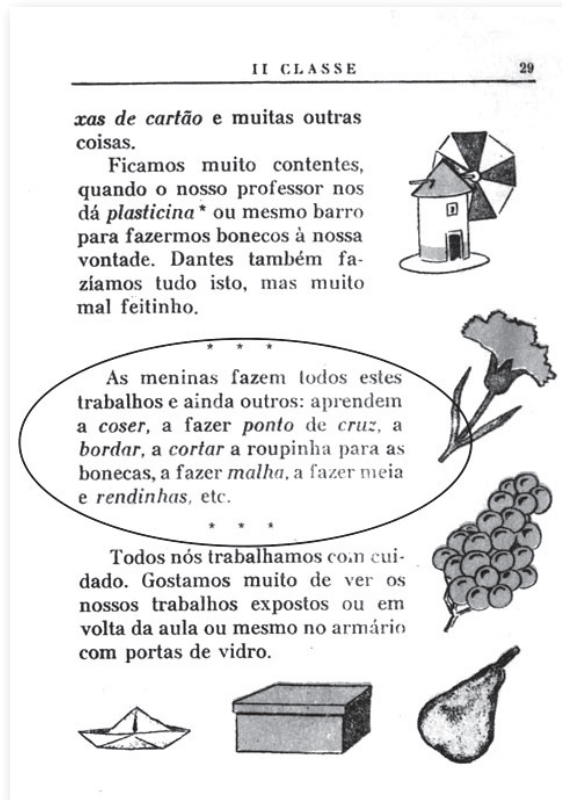 II CLASSE 29
xas de cartão e muitas outras
coisas.
Ficamos muito contentes,
quando o nosso professor nos
dá plasticina * ou mesmo barro
para fazermos bonecos à nossa
vontade. Dantes também fa-
zíamos tudo isto, mas muito
mal feitinho.
* * *
As meninas fazem todos estes
trabalhos e ainda outros: aprendem
a coser, a fazer ponto de cruz, a
bordar, a cortar a roupinha para as
bonecas, a fazer malha, a fazer meia
e rendinhas, etc.
* * *
Todos nós trabalhamos com cui-
dado. Gostamos muito de ver os
nossos trabalhos expostos ou em
volta da aula ou mesmo no armário
com portas de vidro.